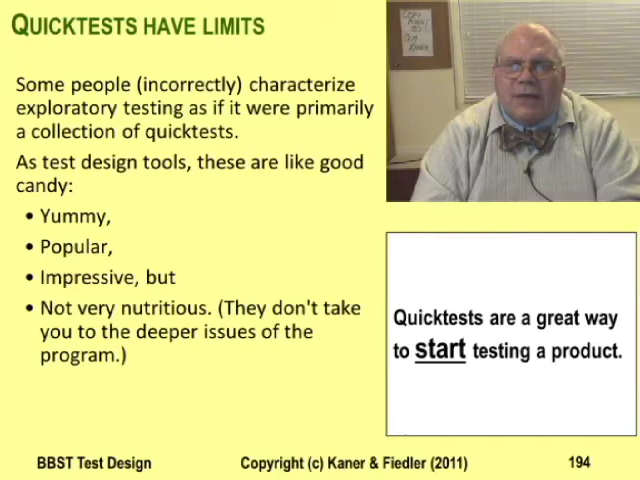 QUICKTESTS HAVE LIMITS
Some people (incorrectly) characterize
exploratory testing as if it were primarily
a collection of quicktests.
As test design tools, these are like good
candy:
• Yummy,
• Popular,
• Impressive, but
• Not very nutritious. (They don't take
you to the deeper issues of the
program.)
Quicktests are a great way
to start testing a product.
BBST Test Design
Copyright (c) Kaner & Fiedler (2011)
194